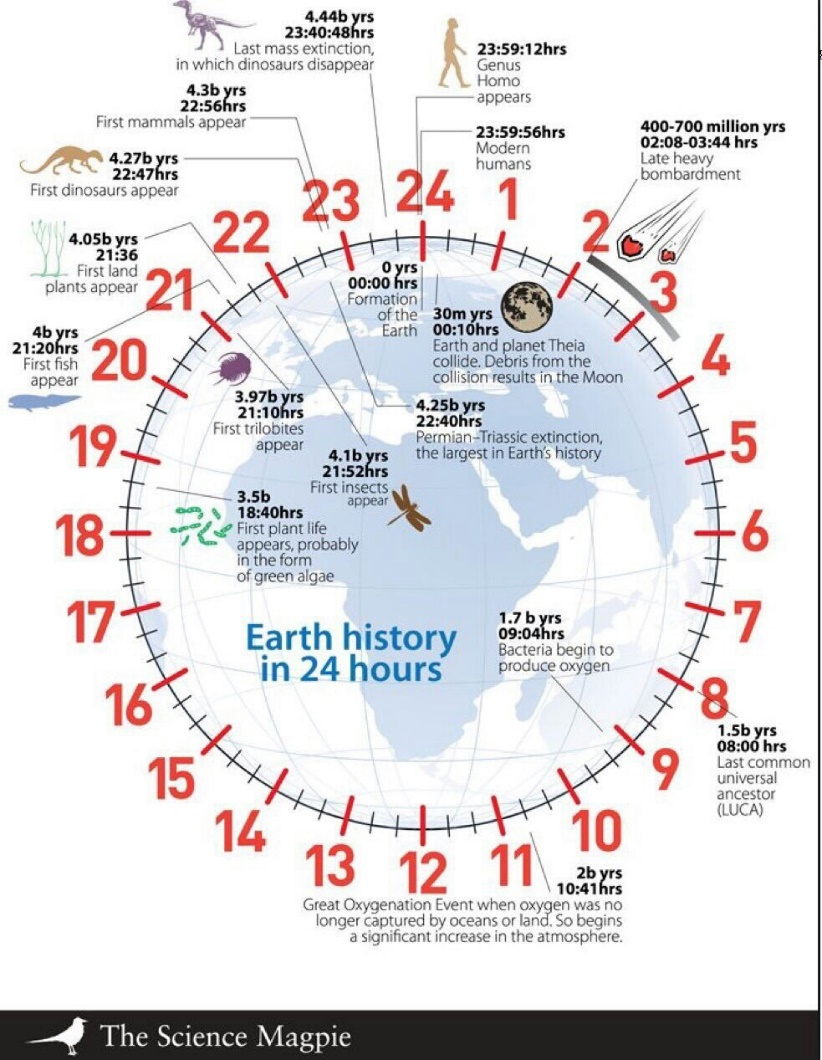 4.44b yrs
23:40:48hrs
Last mass extinction,
in which dinosaurs disappear
23:59:12hrs
Genus
Homo
appears
4.3b yrs
22:56hrs
First mammals appear
23:59:56hrs
Modern
humans
400-700 million yrs
02:08-03:44 hrs
Late heavy
bombardment
4.27b yrs
22:47hrs
First dinosaurs appear
23
24
1
22
2
4.05b yrs
21:36
First land
plants appear
21
3
0 yrs
00:00 hrs
Formation
of the
Earth
30m yrs
00:10hrs
Earth and planet Theia
collide. Debris from the
collision results in the Moon
4b yrs
21:20hrs
First fish
appear
20
4
3.97b yrs
21:10hrs
First trilobites
appear
4.25b yrs
22:40hrs
Permian–Triassic extinction,
the largest in Earth's history
19
5
4.1b yrs
21:52hrs
First insects
appear
3.5b
18:40hrs
First plant life
appears, probably
in the form
of green algae
18
6
17
7
Earth history
in 24 hours
1.7 b yrs
09:04hrs
Bacteria begin to
produce oxygen
16
8
1.5b yrs
08:00 hrs
Last common
universal
ancestor
(LUCA)
15
9
14
10
13
12
11
2b yrs
10:41hrs
Great Oxygenation Event when oxygen was no
longer captured by oceans or land. So begins
a significant increase in the atmosphere.
The Science Magpie